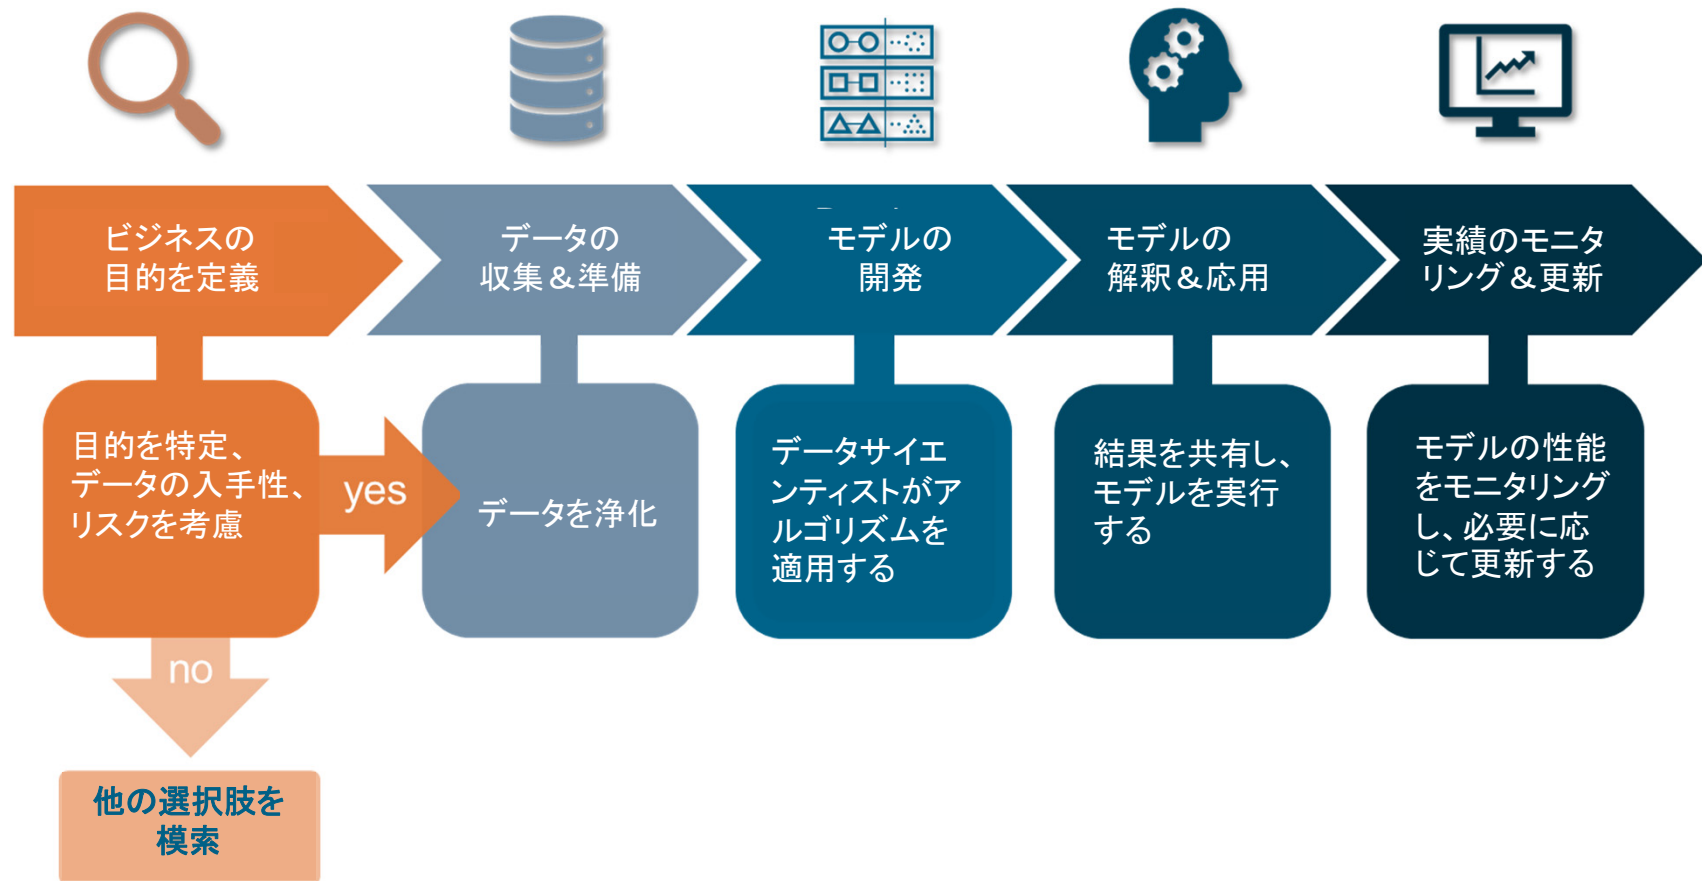 ビジネスの
目的を定義
データの
収集＆準備
モデルの
開発
モデルの
解釈＆応用
実績のモニタ
リング＆更新
目的を特定、
データの入手性、
リスクを考慮
yes
データを浄化
データサイエ
ンティストがア
ルゴリズムを
適用する
結果を共有し、
モデルを実行
する
モデルの性能
をモニタリング
し、必要に応
じて更新する
no
他の選択肢を
模索